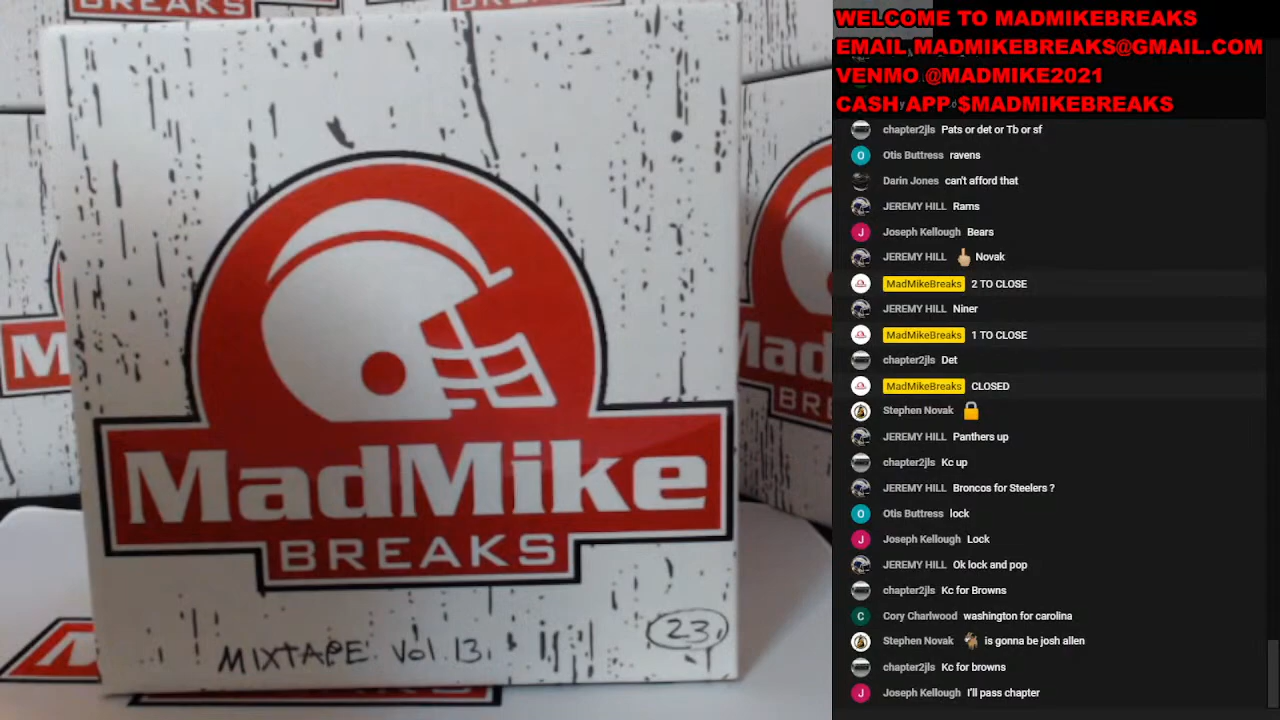 BREAKS
MadMike
BREAKS
MIXTAPE Vol. 13
23
WELCOME TO MADMIKEBREAKS
EMAIL,MADMIKEBREAKS@GMAIL.COM
VENMO @MADMIKE2021
CASH APP $MADMIKEBREAKS
chapter2jls Pats or det or Tb or sf
Otis Buttress ravens
Darin Jones can't afford that
JEREMY HILL Rams
Joseph Kellough Bears
JEREMY HILL 🖕🏼 Novak
MadMikeBreaks 2 TO CLOSE
JEREMY HILL Niner
MadMikeBreaks 1 TO CLOSE
chapter2jls Det
MadMikeBreaks CLOSED
Stephen Novak 🔒
JEREMY HILL Panthers up
chapter2jls Kc up
JEREMY HILL Broncos for Steelers ?
Otis Buttress lock
Joseph Kellough Lock
JEREMY HILL Ok lock and pop
chapter2jls Kc for Browns
Cory Charlwood washington for carolina
Stephen Novak 🐐 is gonna be josh allen
chapter2jls Kc for browns
Joseph Kellough I'll pass chapter